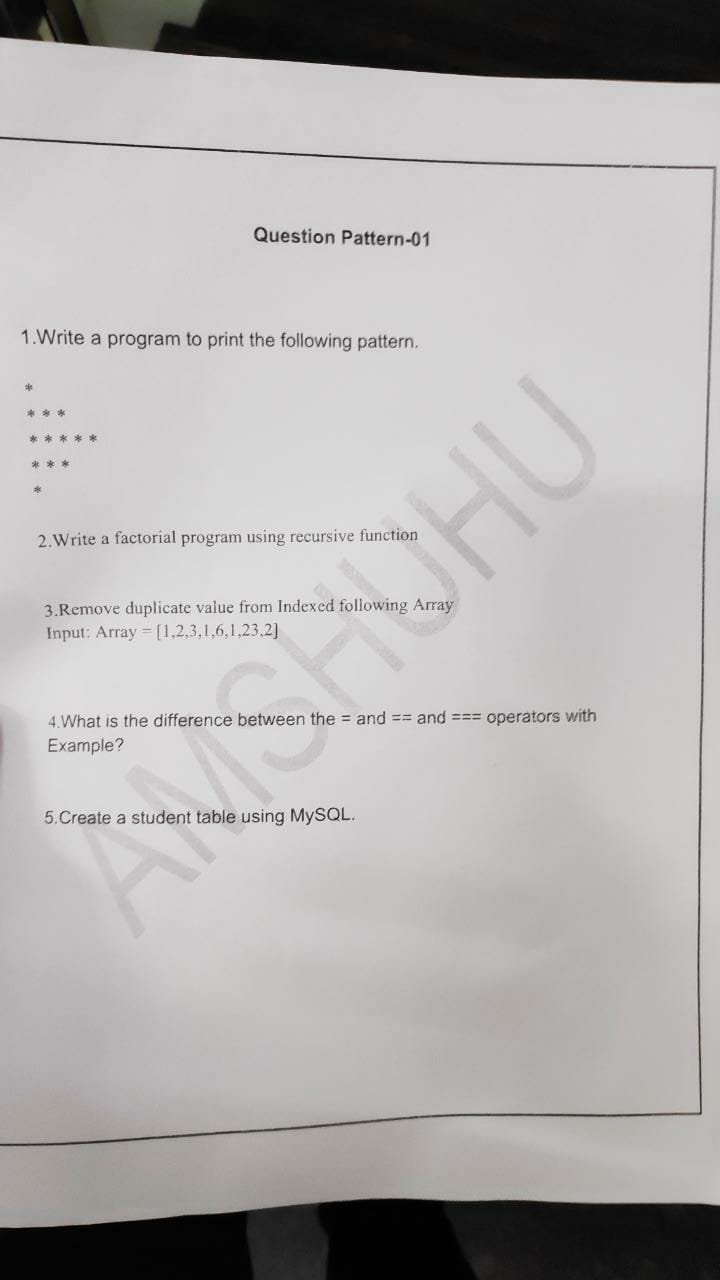 Question Pattern-01
1.Write a program to print the following pattern.
*
* * *
* * * * *
* * *
*
2.Write a factorial program using recursive function
3.Remove duplicate value from Indexed following Array
Input: Array = [1,2,3,1,6,1,23,2]
4.What is the difference between the = and == and === operators with
Example?
5.Create a student table using MySQL.
AMSHUHU